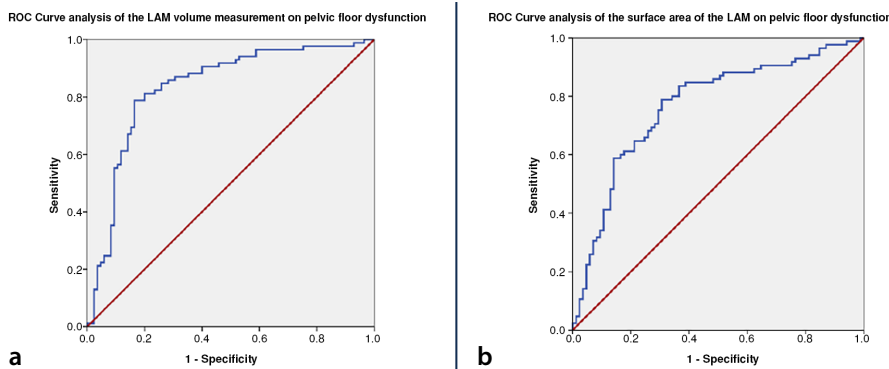 ROC Curve analysis of the LAM volume measurement on pelvic floor dysfunction
1.0
0.8
0.6
0.4
0.2
0.0
Sensitivity
0.0 0.2 0.4 0.6 0.8 1.0
1 - Specificity
a
ROC Curve analysis of the surface area of the LAM on pelvic floor dysfunction
1.0
0.8
0.6
0.4
0.2
0.0
Sensitivity
0.0 0.2 0.4 0.6 0.8 1.0
1 - Specificity
b